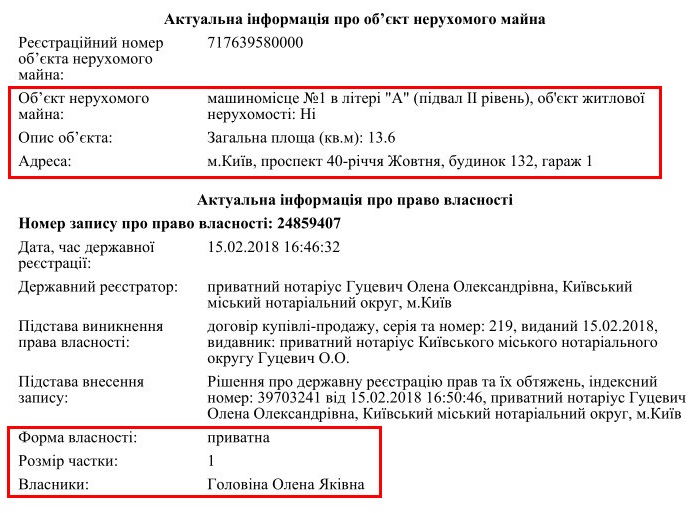 Актуальна інформація про об’єкт нерухомого майна
Реєстраційний номер 717639580000
об’єкта нерухомого
майна:
Об’єкт нерухомого машиномісце №1 в літері "А" (підвал ІІ рівень), об'єкт житлової
майна: нерухомості: Ні
Опис об’єкта: Загальна площа (кв.м): 13.6
Адреса: м.Київ, проспект 40-річчя Жовтня, будинок 132, гараж 1
Актуальна інформація про право власності
Номер запису про право власності: 24859407
Дата, час державної 15.02.2018 16:46:32
реєстрації:
Державний реєстратор: приватний нотаріус Гуцевич Олена Олександрівна, Київський
міський нотаріальний округ, м.Київ
Підстава виникнення договір купівлі-продажу, серія та номер: 219, виданий 15.02.2018,
права власності: видавник: приватний нотаріус Київського міського нотаріального
округу Гуцевич О.О.
Підстава внесення Рішення про державну реєстрацію прав та їх обтяжень, індексний
запису: номер: 39703241 від 15.02.2018 16:50:46, приватний нотаріус Гуцевич
Олена Олександрівна, Київський міський нотаріальний округ, м.Київ
Форма власності: приватна
Розмір частки: 1
Власники: Головіна Олена Яківна